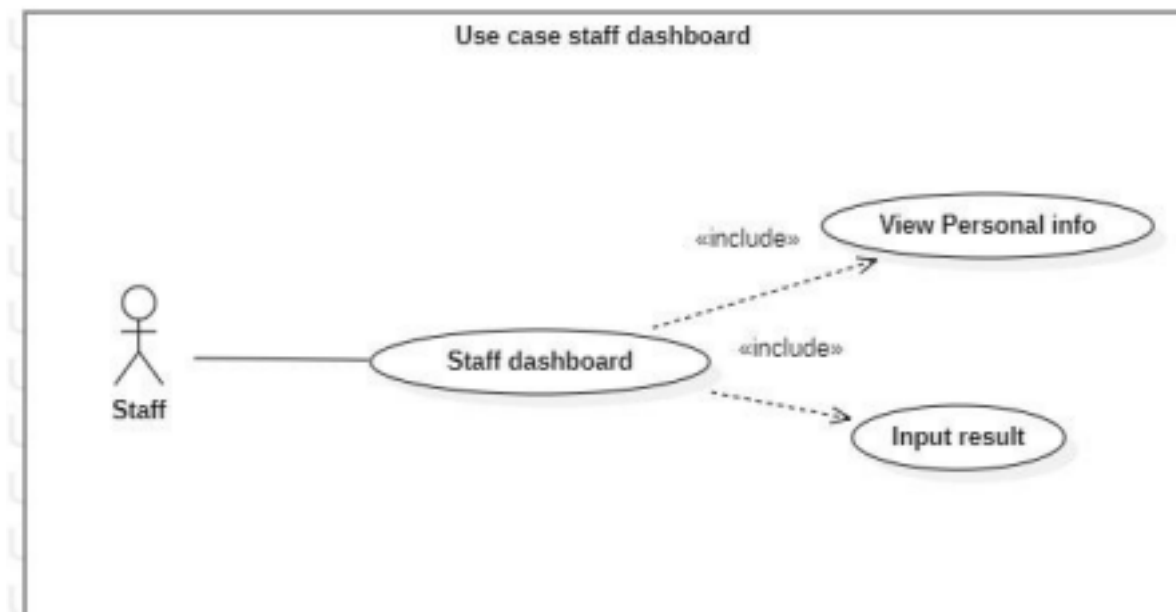 Use case staff dashboard
View Personal info
«include»
Staff dashboard
«include»
Staff
Input result